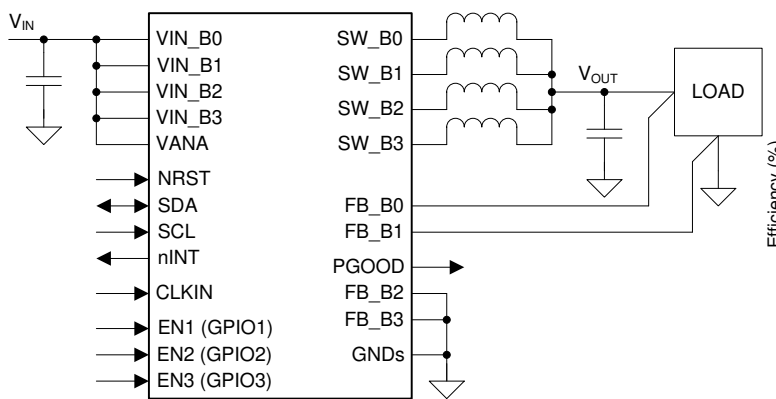 VIN
VIN_B0
VIN_B1
VIN_B2
VIN_B3
VANA
NRST
SDA
SCL
nINT
CLKIN
EN1 (GPIO1)
EN2 (GPIO2)
EN3 (GPIO3)
SW_B0
SW_B1
SW_B2
SW_B3
FB_B0
FB_B1
PGOOD
FB_B2
FB_B3
GNDs
VOUT
LOAD
Efficiency (%)